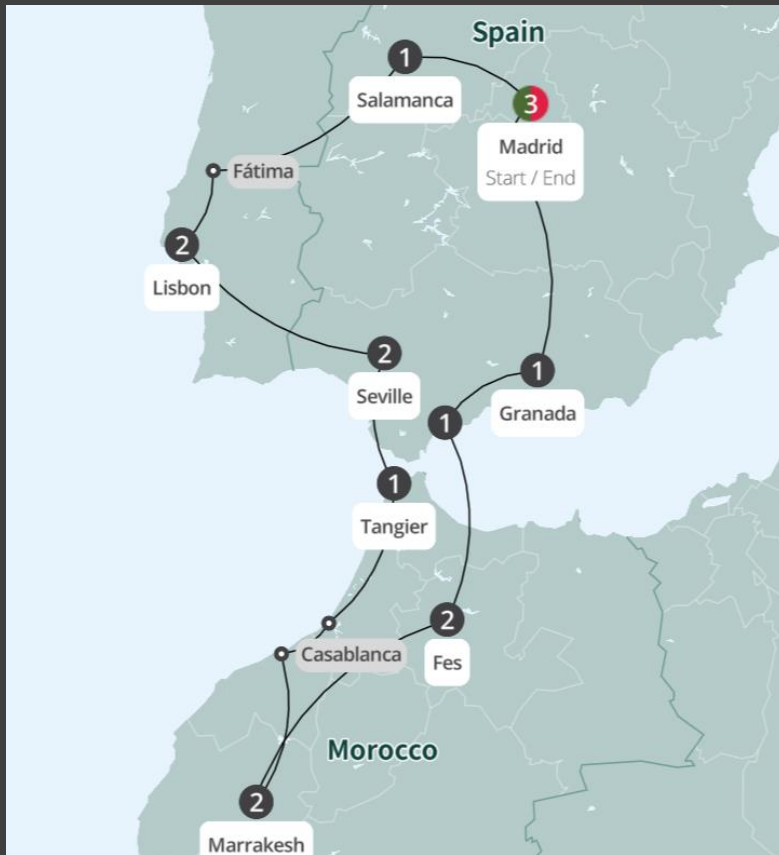 Spain
1
Salamanca
3
Madrid
Start / End
Fátima
2
Lisbon
2
Seville
1
Granada
1
1
Tangier
2
Fes
Casablanca
Morocco
2
Marrakesh